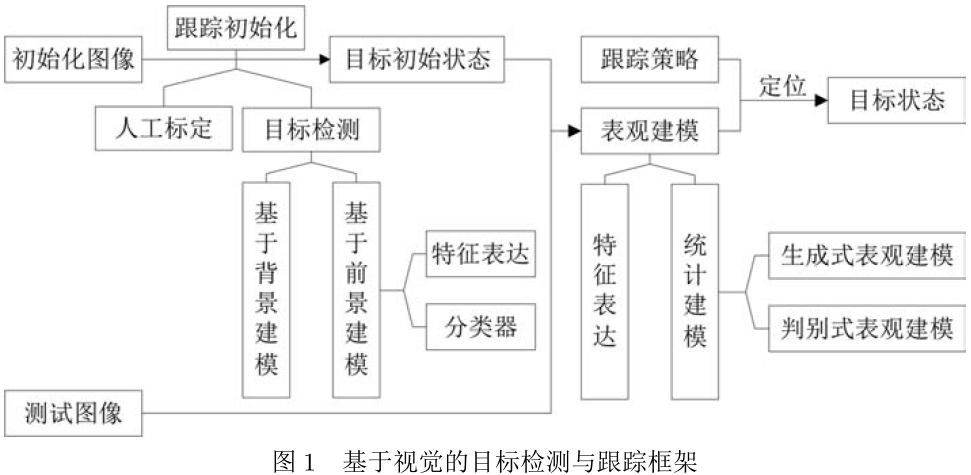 跟踪初始化
初始化图像
目标初始状态
跟踪策略
定位
目标状态
人工标定
目标检测
表观建模
基于背景建模
基于前景建模
特征表达
分类器
特征表达
统计建模
生成式表观建模
判别式表观建模
测试图像
图 1 基于视觉的目标检测与跟踪框架